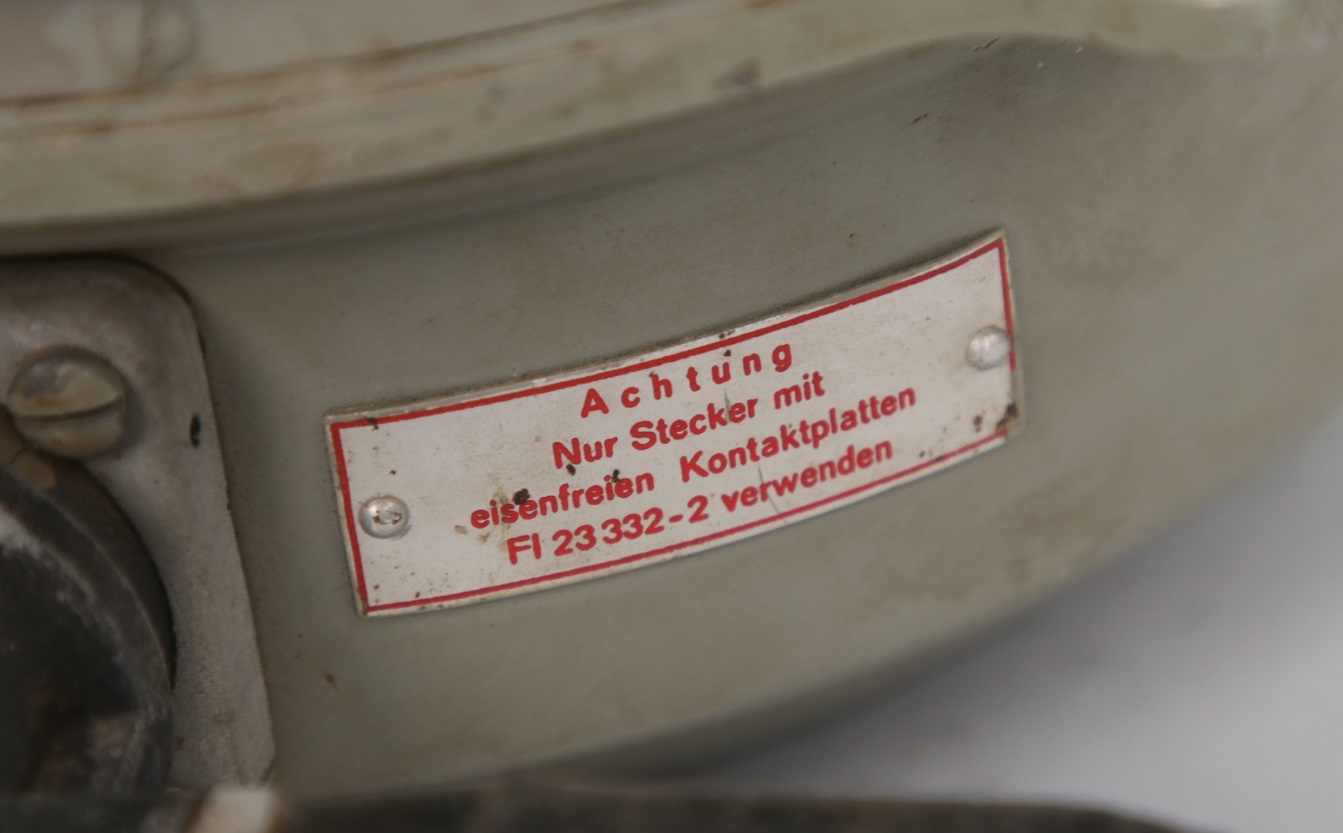 Achtung
Nur Stecker mit
eisenfreien Kontaktplatten
Fl 23332-2 verwenden